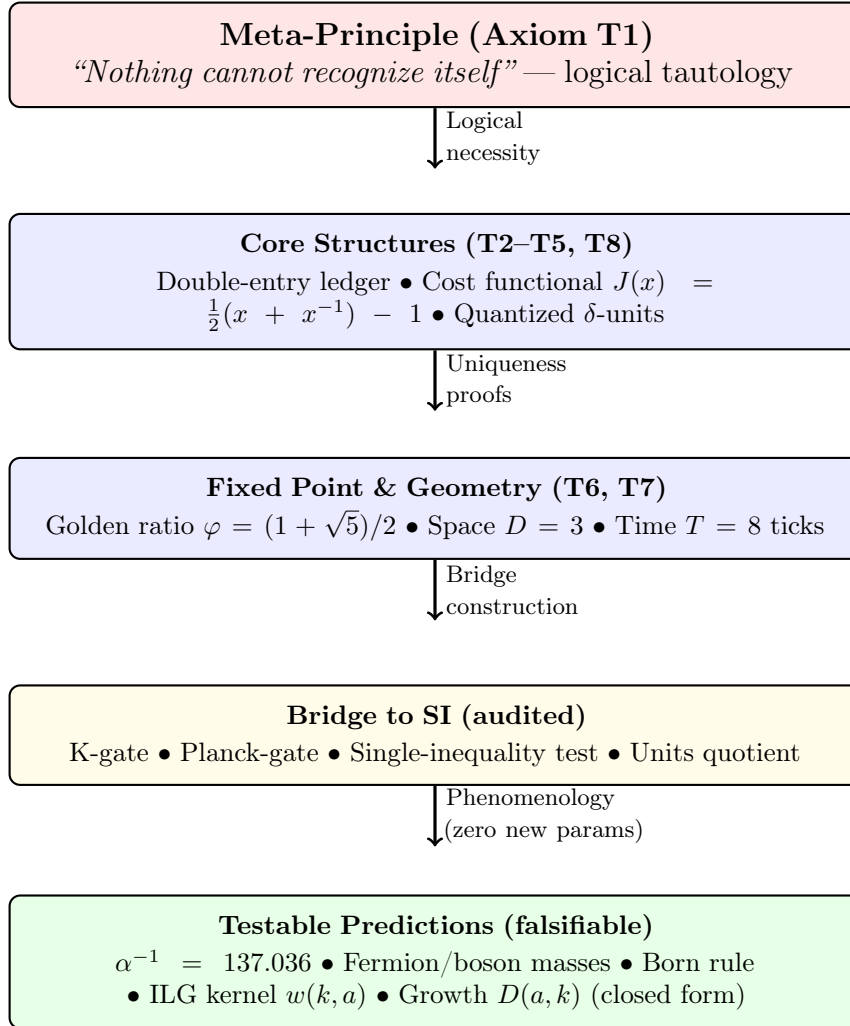 Meta-Principle (Axiom T1)
“Nothing cannot recognize itself” — logical tautology
Logical
necessity
Core Structures (T2–T5, T8)
Double-entry ledger • Cost functional J(x) =
½(x + x⁻¹) − 1 • Quantized δ-units
Uniqueness
proofs
Fixed Point & Geometry (T6, T7)
Golden ratio φ = (1 + √5)/2 • Space D = 3 • Time T = 8 ticks
Bridge
construction
Bridge to SI (audited)
K-gate • Planck-gate • Single-inequality test • Units quotient
Phenomenology
(zero new params)
Testable Predictions (falsifiable)
α⁻¹ = 137.036 • Fermion/boson masses • Born rule
• ILG kernel w(k, a) • Growth D(a, k) (closed form)